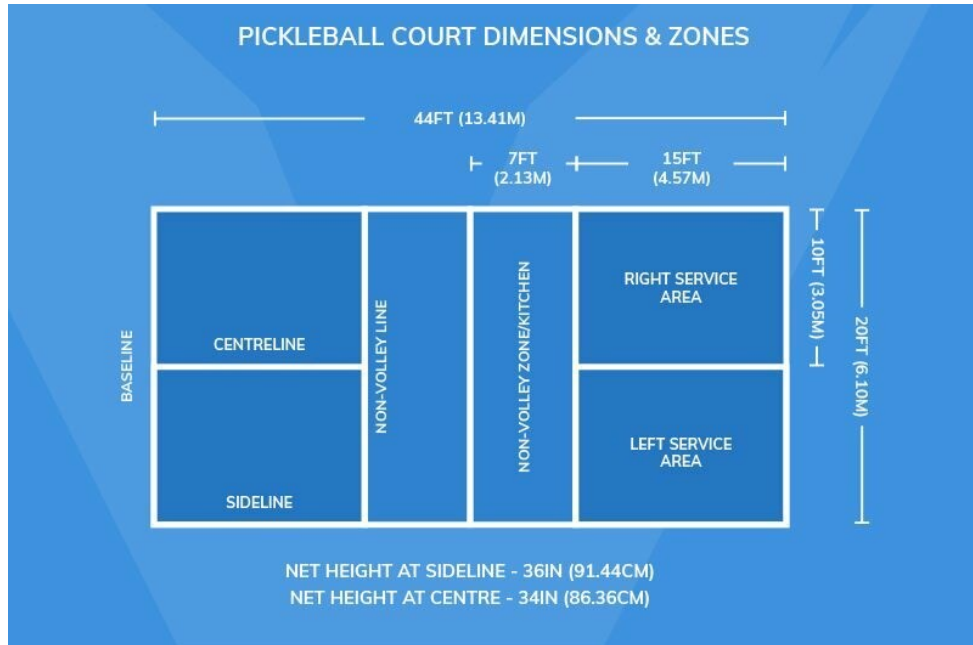 PICKLEBALL COURT DIMENSIONS & ZONES
44FT (13.41M)
7FT
(2.13M)
15FT
(4.57M)
BASELINE
CENTRELINE
SIDELINE
NON-VOLLEY LINE
NON-VOLLEY ZONE/KITCHEN
RIGHT SERVICE
AREA
LEFT SERVICE
AREA
10FT (3.05M)
20FT (6.10M)
NET HEIGHT AT SIDELINE - 36IN (91.44CM)
NET HEIGHT AT CENTRE - 34IN (86.36CM)